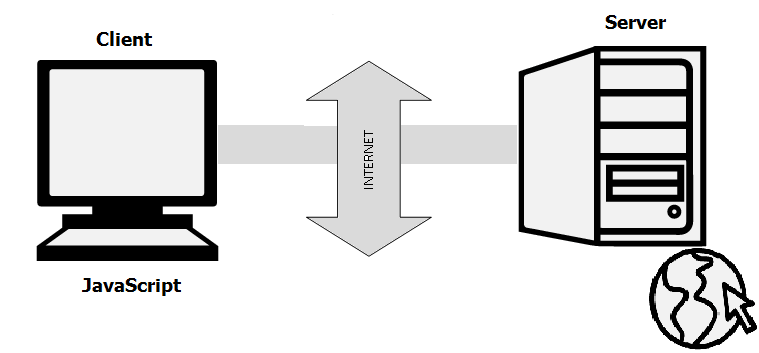 Client
Server
INTERNET
JavaScript